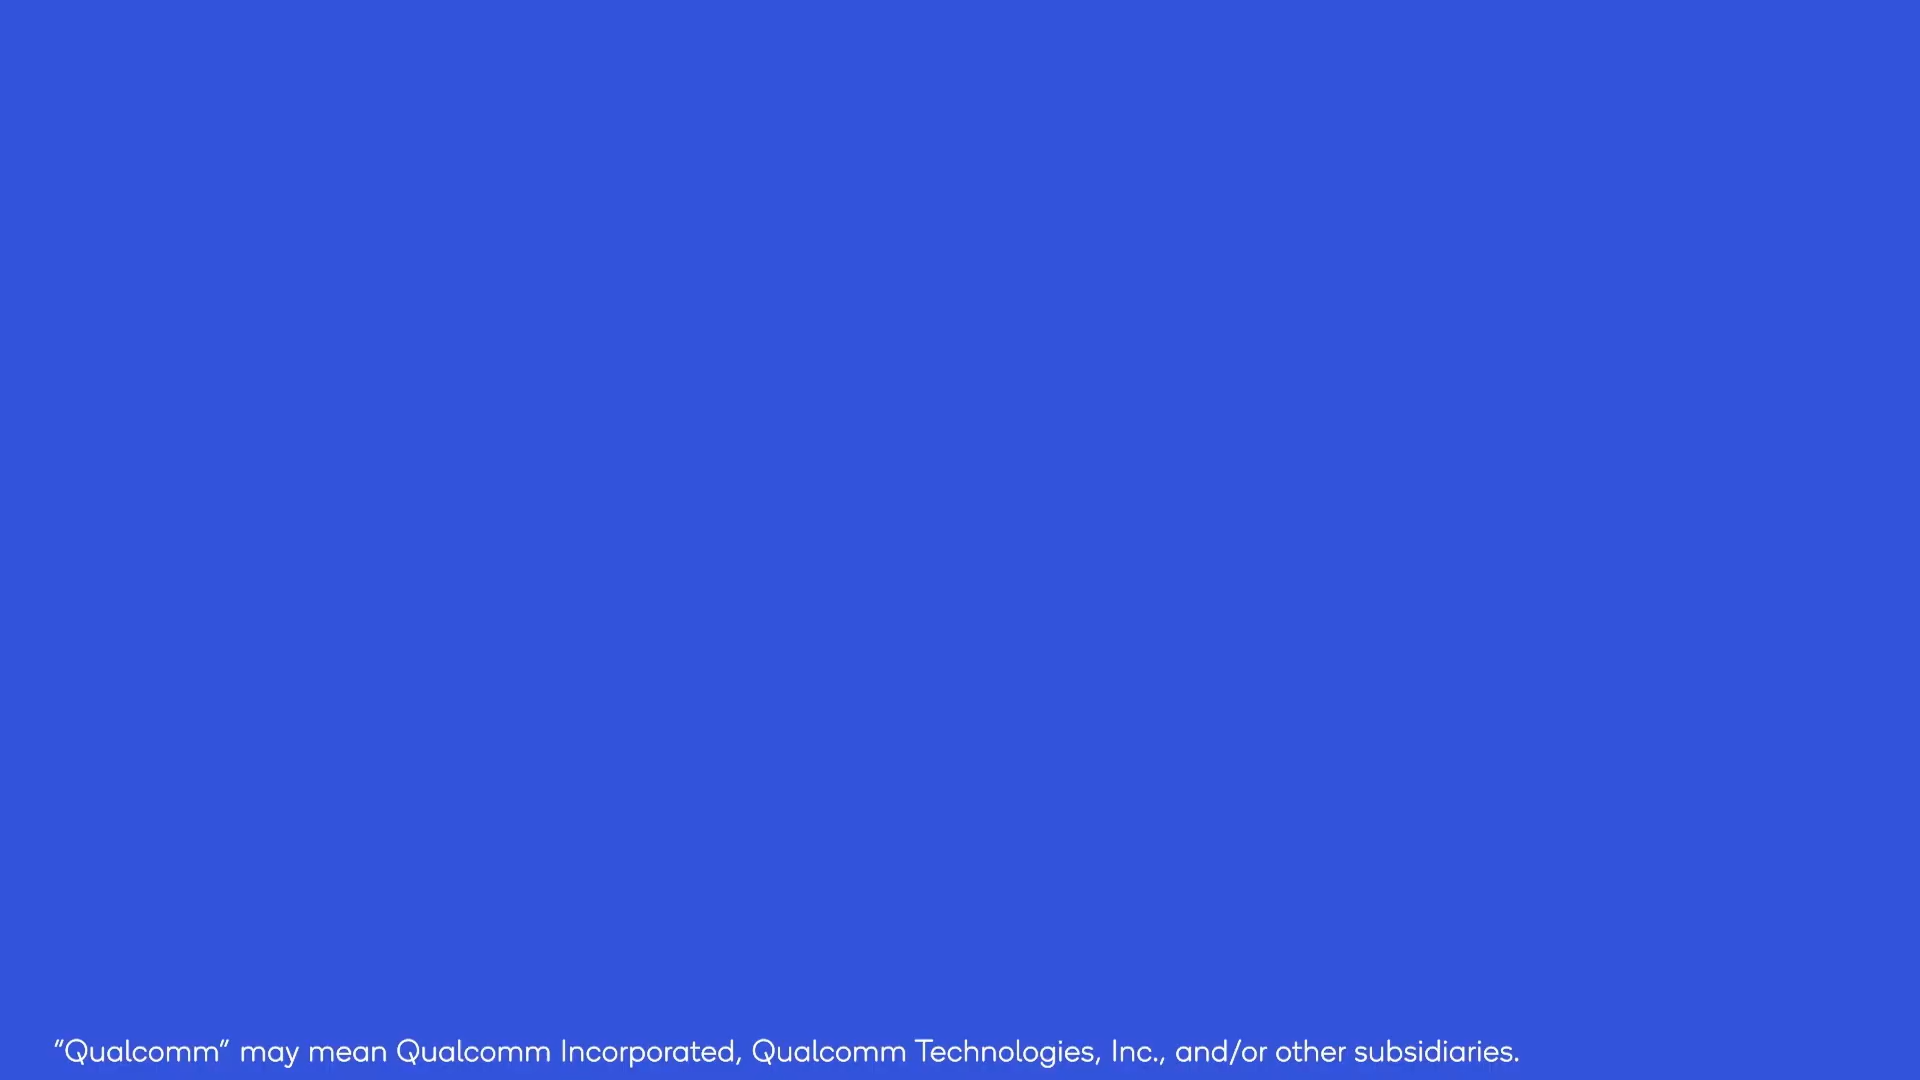 “Qualcomm” may mean Qualcomm Incorporated, Qualcomm Technologies, Inc., and/or other subsidiaries.